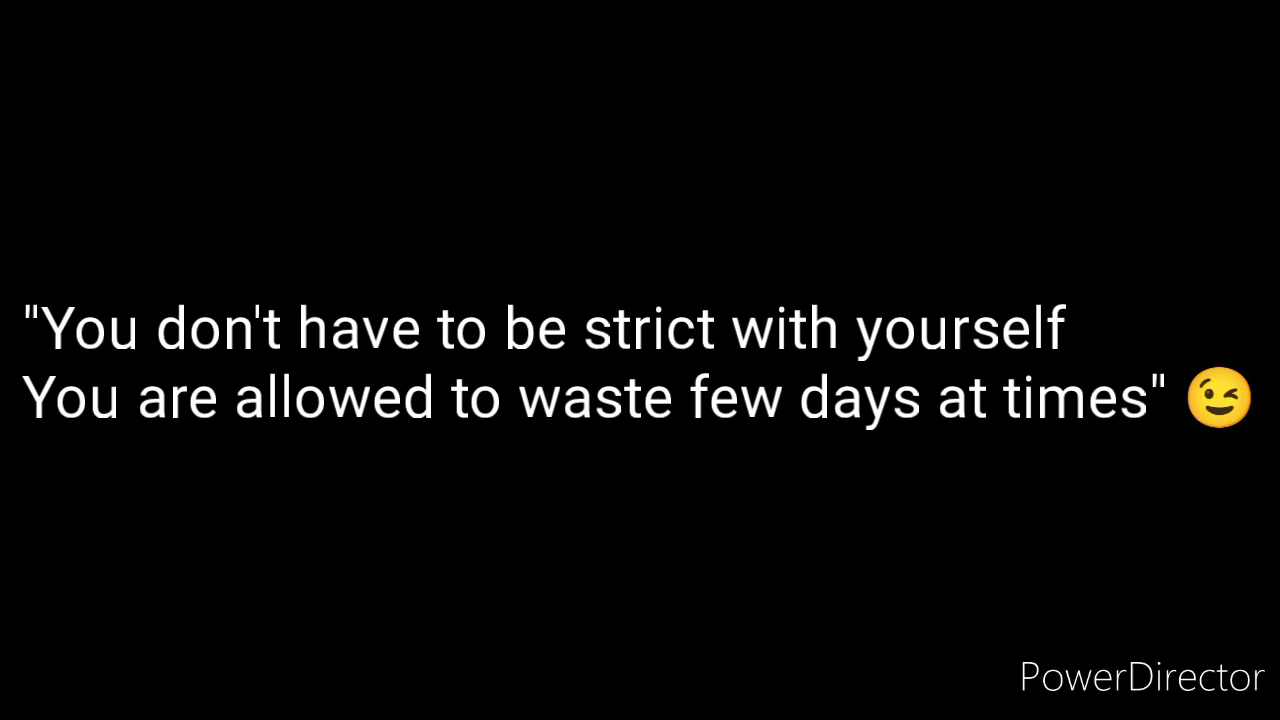 "You don't have to be strict with yourself
You are allowed to waste few days at times" 😉
PowerDirector